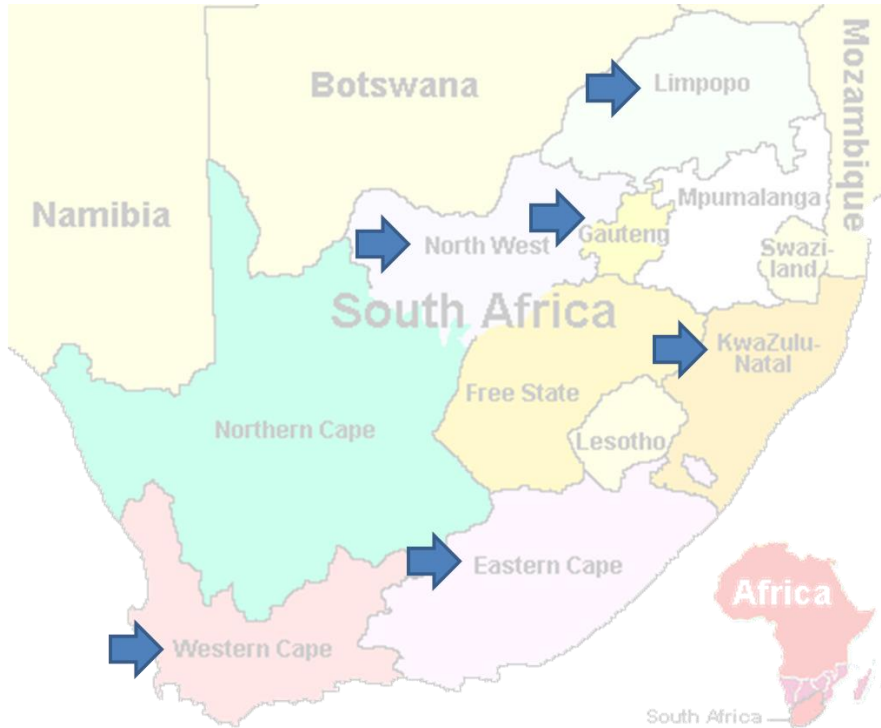 Mozambique
Botswana
Limpopo
Namibia
Mpumalanga
North West
Gauteng
Swazi-
land
South Africa
KwaZulu-
Natal
Free State
Northern Cape
Lesotho
Eastern Cape
Africa
Western Cape
South Africa